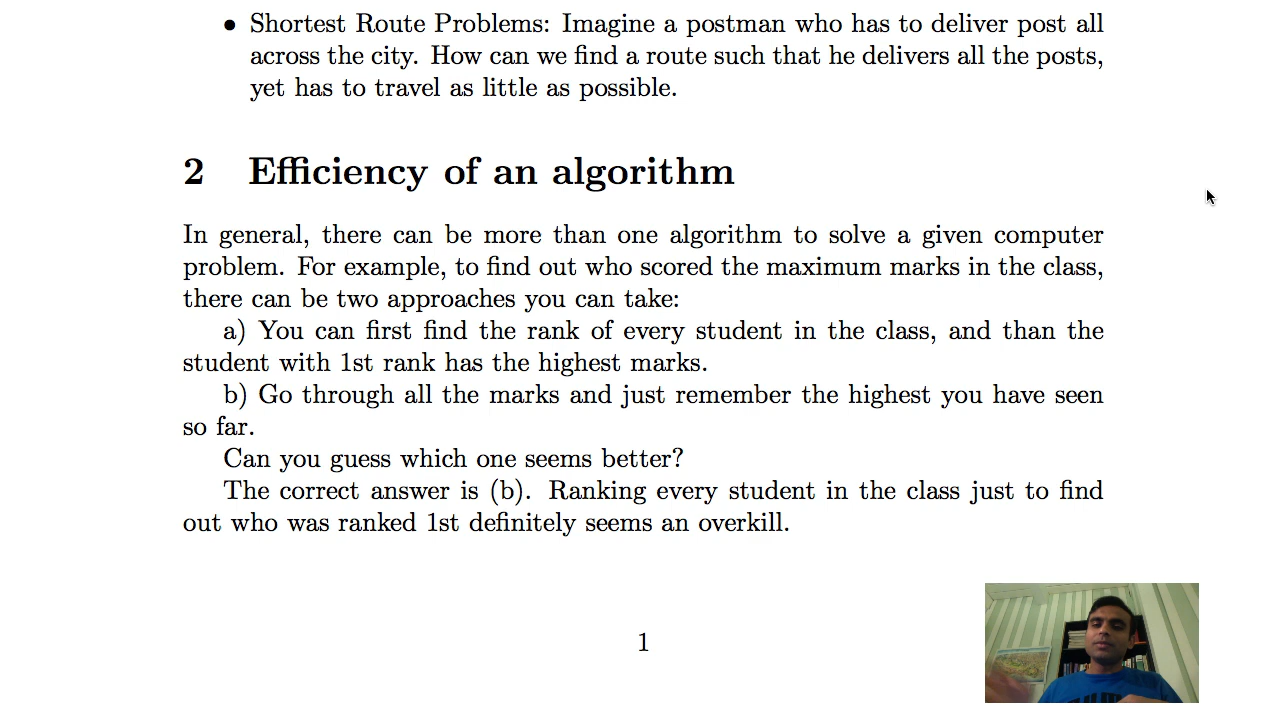 • Shortest Route Problems: Imagine a postman who has to deliver post all
across the city. How can we find a route such that he delivers all the posts,
yet has to travel as little as possible.
2 Efficiency of an algorithm
In general, there can be more than one algorithm to solve a given computer
problem. For example, to find out who scored the maximum marks in the class,
there can be two approaches you can take:
a) You can first find the rank of every student in the class, and than the
student with 1st rank has the highest marks.
b) Go through all the marks and just remember the highest you have seen
so far.
Can you guess which one seems better?
The correct answer is (b). Ranking every student in the class just to find
out who was ranked 1st definitely seems an overkill.
1